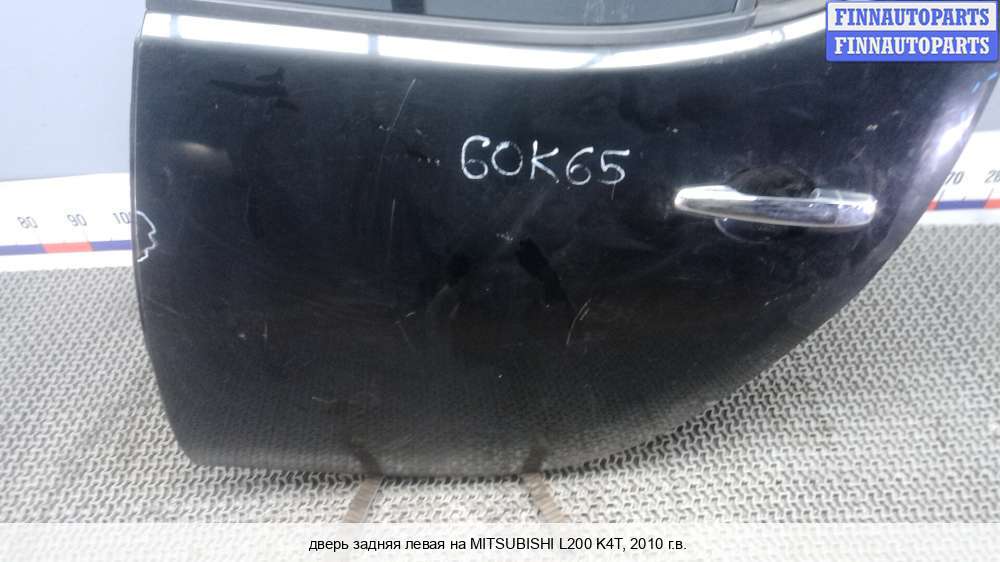 FINNAUTOPARTS
FINNAUTOPARTS
60K65
80 90 10
70 28
дверь задняя левая на MITSUBISHI L200 K4T, 2010 г.в.